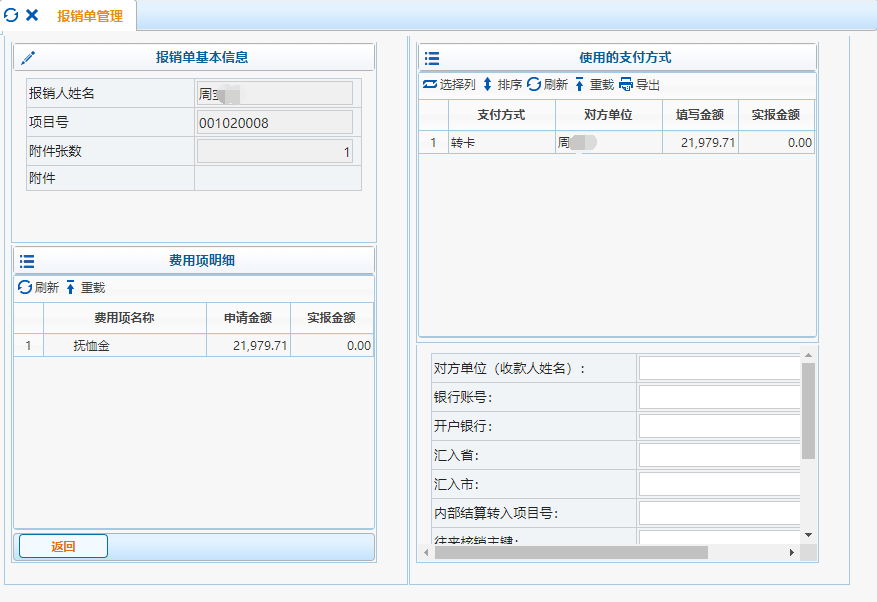 报销单管理
报销单基本信息
报销人姓名 周
项目号 001020008
附件张数 1
附件
费用项明细
刷新 重载
费用项名称 申请金额 实报金额
1 抚恤金 21,979.71 0.00
返回
使用的支付方式
选择列 排序 刷新 重载 导出
支付方式 对方单位 填写金额 实报金额
1 转卡 周 21,979.71 0.00
对方单位（收款人姓名）:
银行账号:
开户银行:
汇入省:
汇入市:
内部结算转入项目号:
往来核销主键: